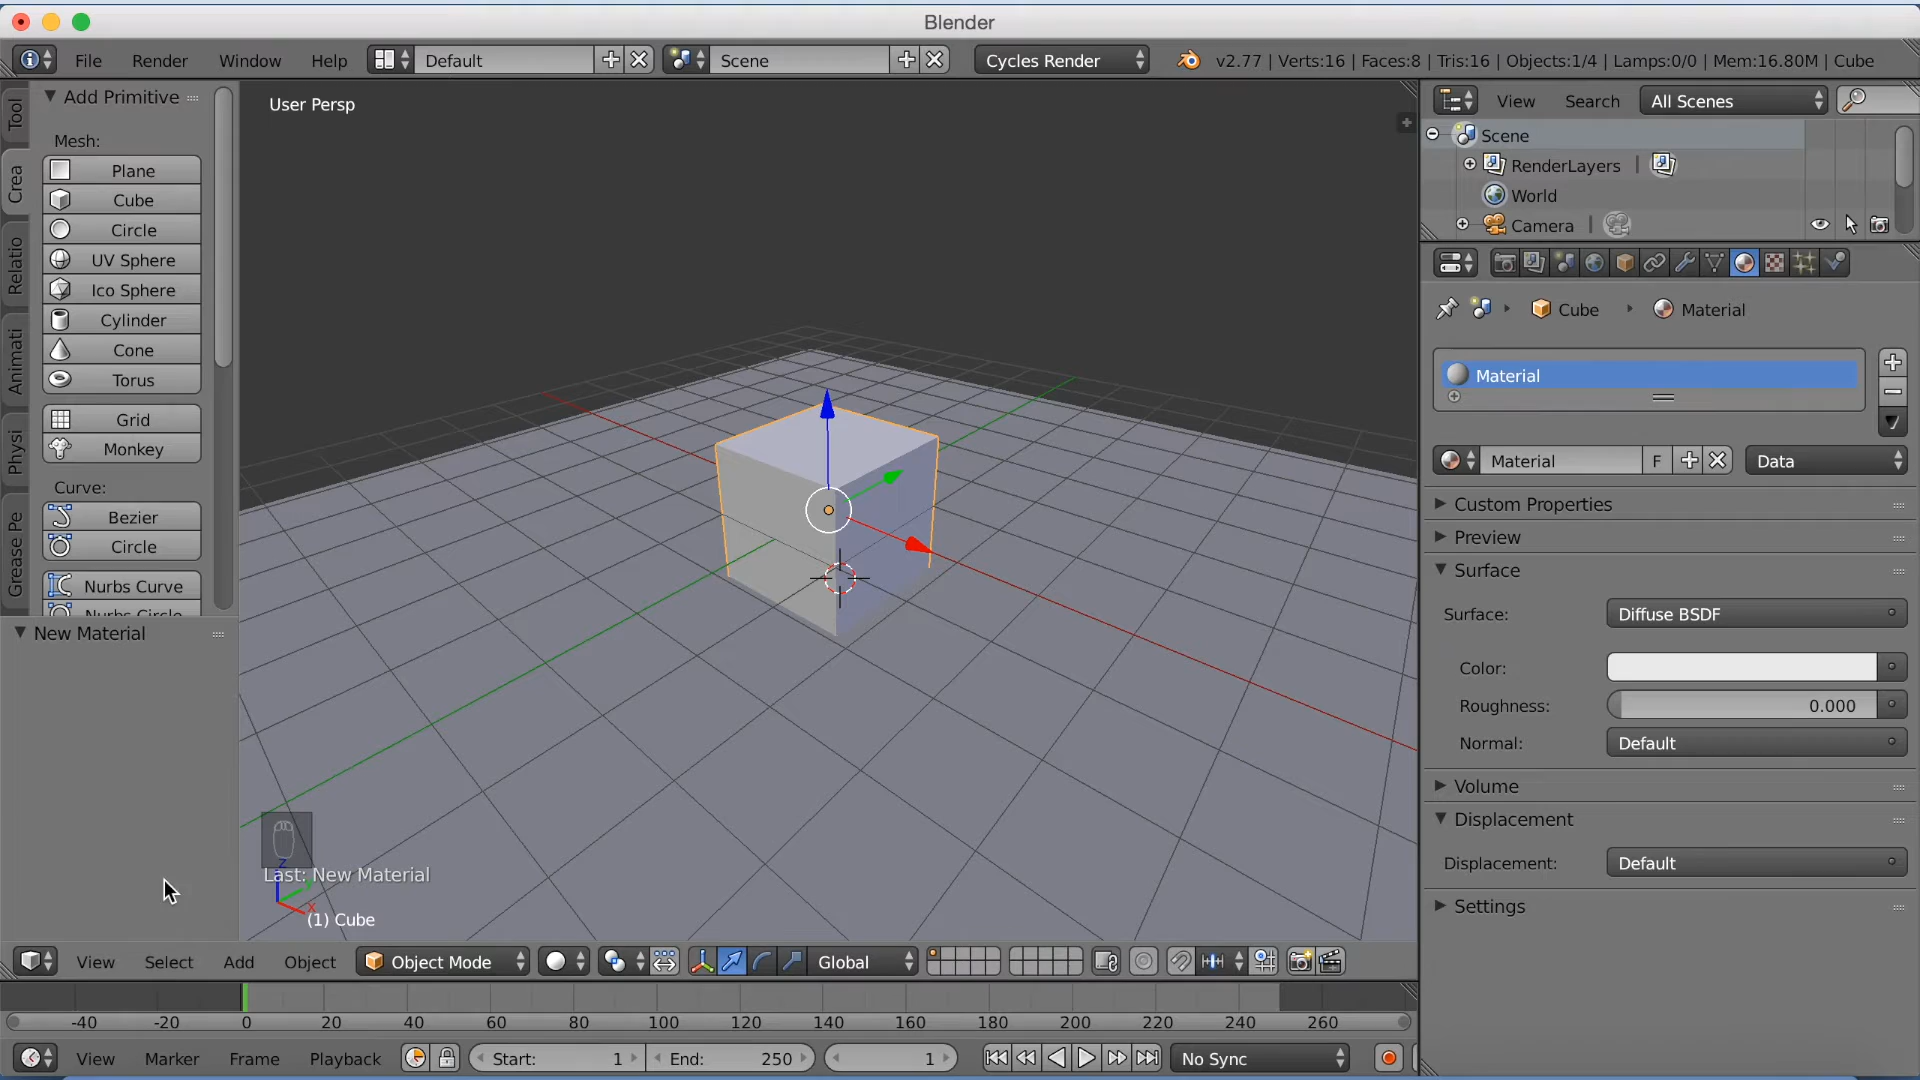 Blender
File Render Window Help Default Scene Cycles Render v2.77 | Verts:16 | Faces:8 | Tris:16 | Objects:1/4 | Lamps:0/0 | Mem:16.80M | Cube
Tool
Crea
Relatio
Animati
Physi
Grease Pe
Add Primitive
Mesh:
Plane
Cube
Circle
UV Sphere
Ico Sphere
Cylinder
Cone
Torus
Grid
Monkey
Curve:
Bezier
Circle
Nurbs Curve
Nurbs Circle
New Material
User Persp
Last: New Material
z
x
(1) Cube
View Search All Scenes
Scene
RenderLayers |
World
Camera |
Cube Material
Material
Material F Data
Custom Properties
Preview
Surface
Surface: Diffuse BSDF
Color:
Roughness: 0.000
Normal: Default
Volume
Displacement
Displacement: Default
Settings
View Select Add Object Object Mode Global
-40 -20 0 20 40 60 80 100 120 140 160 180 200 220 240 260
View Marker Frame Playback Start: 1 End: 250 1 No Sync